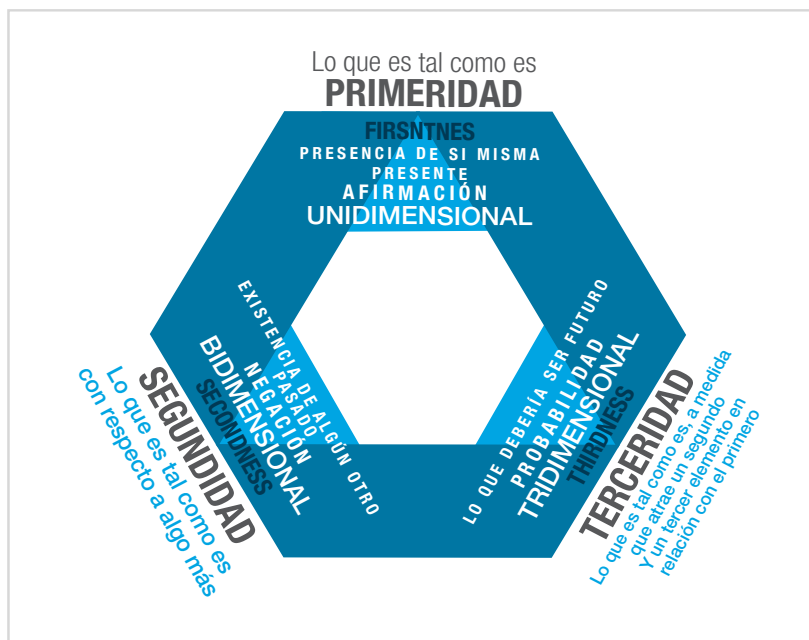 Lo que es tal como es
PRIMERIDAD
FIRSNTNES
PRESENCIA DE SI MISMA
PRESENTE
AFIRMACIÓN
UNIDIMENSIONAL
EXISTENCIA DE ALGÚN OTRO
PASADO
NEGACIÓN
BIDIMENSIONAL
SECONDNESS
SEGUNDIDAD
Lo que es tal como es
con respecto a algo más
LO QUE DEBERÍA SER FUTURO
PROBABILIDAD
TRIDIMENSIONAL
THIRDNESS
TERCERIDAD
Lo que es tal como es, a medida
que atrae un segundo
Y un tercer elemento en
relación con el primero